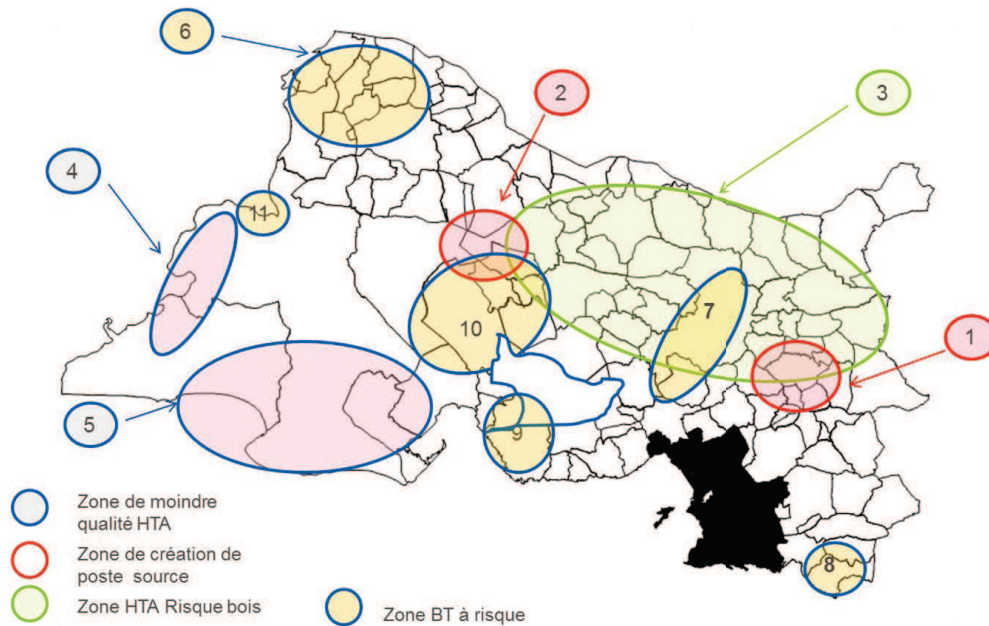 6
2
3
4
11
7
10
1
5
9
8
Zone de moindre
qualité HTA
Zone de création de
poste source
Zone HTA Risque bois
Zone BT à risque